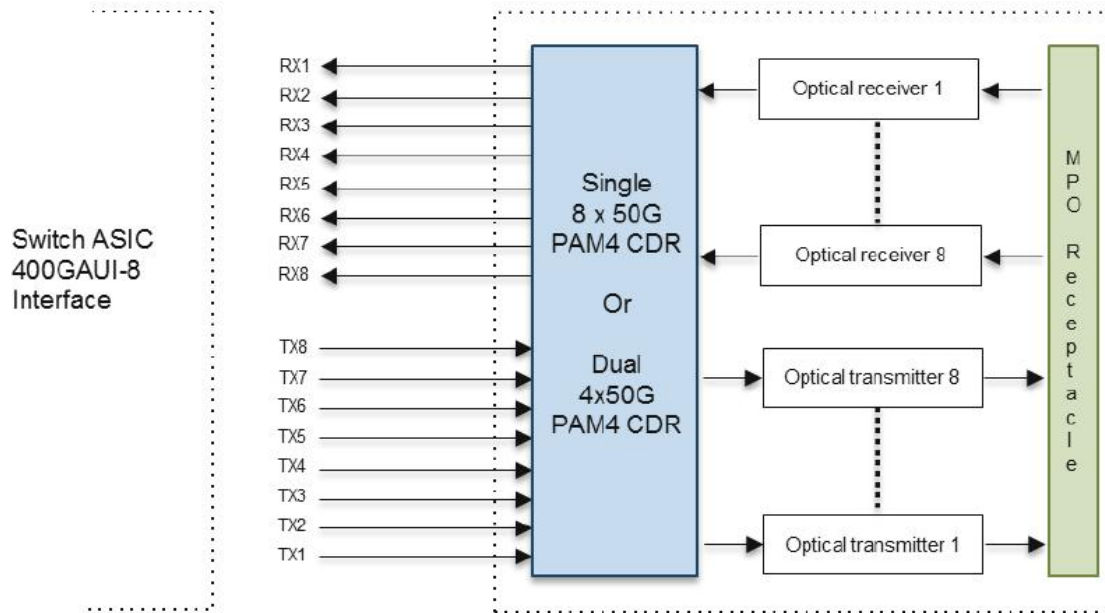 Switch ASIC
400GAUI-8
Interface
RX1
RX2
RX3
RX4
RX5
RX6
RX7
RX8
TX8
TX7
TX6
TX5
TX4
TX3
TX2
TX1
Single
8 x 50G
PAM4 CDR
Or
Dual
4x50G
PAM4 CDR
Optical receiver 1
Optical receiver 8
Optical transmitter 8
Optical transmitter 1
MPO Receptacle